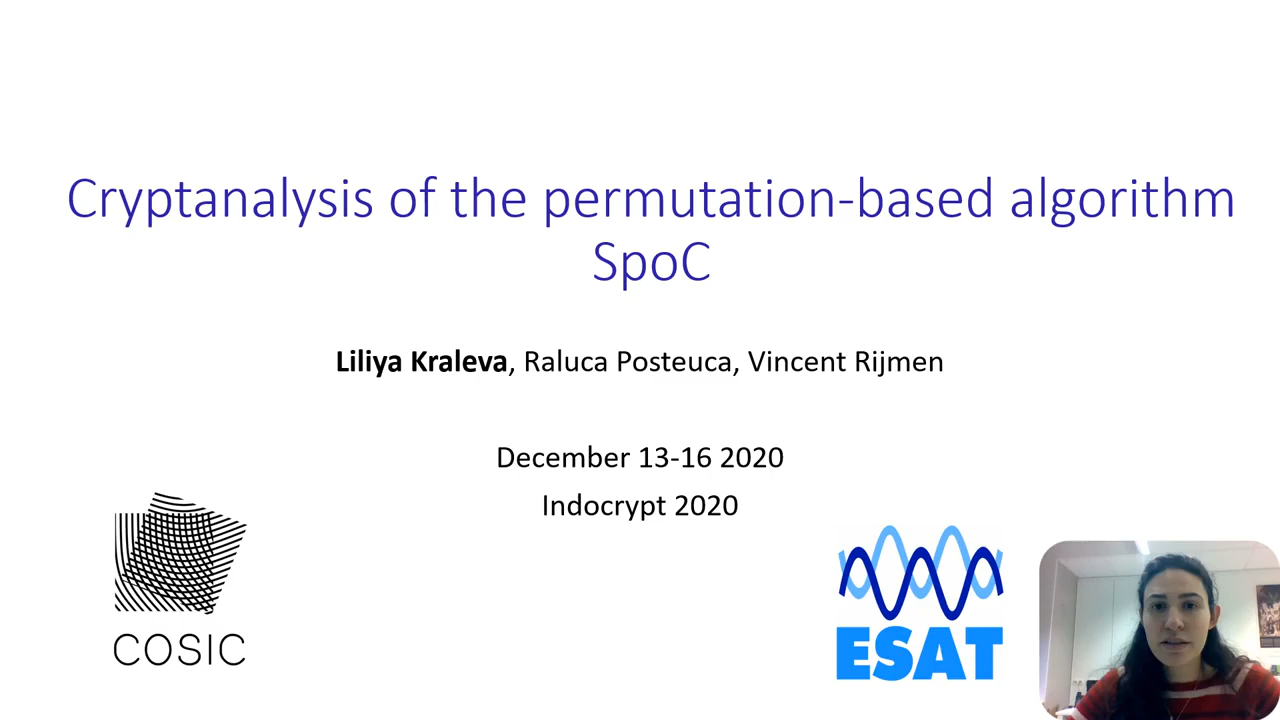 Cryptanalysis of the permutation-based algorithm
SpoC
Liliya Kraleva, Raluca Posteuca, Vincent Rijmen
December 13-16 2020
Indocrypt 2020
COSIC
ESAT